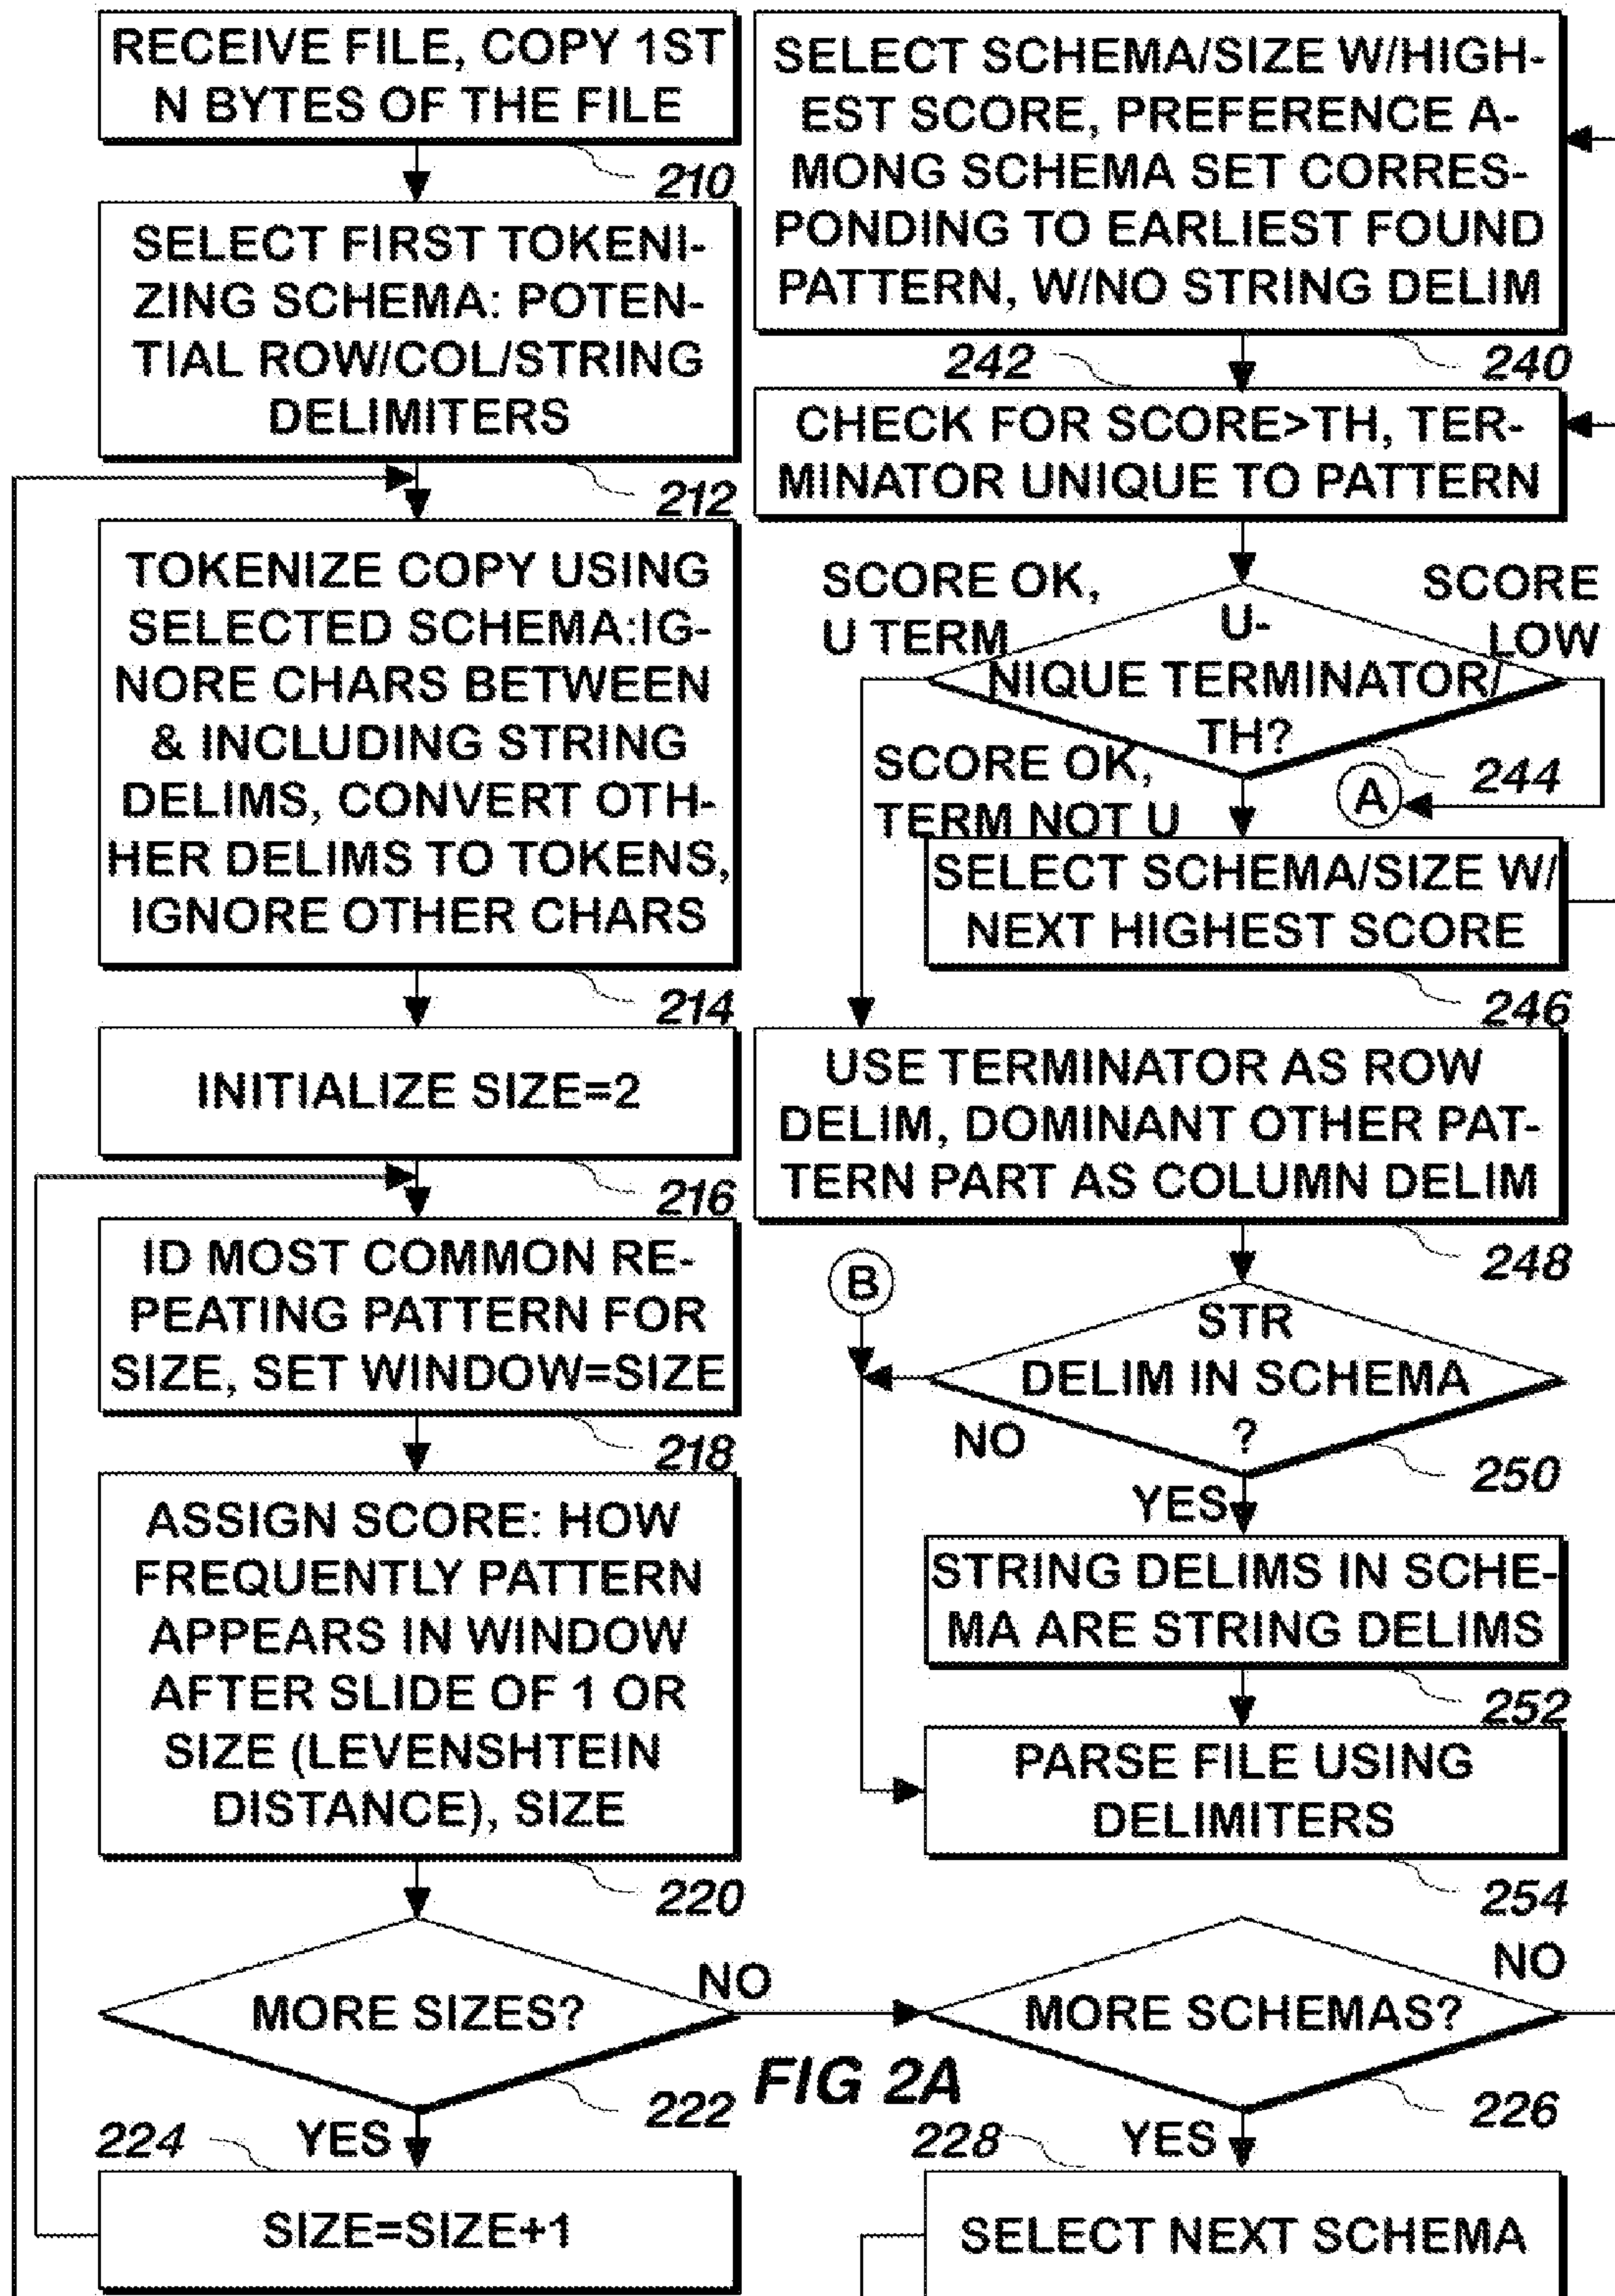 RECEIVE FILE, COPY 1ST
N BYTES OF THE FILE
210
SELECT FIRST TOKENI-
ZING SCHEMA: POTEN-
TIAL ROW/COL/STRING
DELIMITERS
212
TOKENIZE COPY USING
SELECTED SCHEMA:IG-
NORE CHARS BETWEEN
& INCLUDING STRING
DELIMS, CONVERT OTH-
HER DELIMS TO TOKENS,
IGNORE OTHER CHARS
214
INITIALIZE SIZE=2
216
ID MOST COMMON RE-
PEATING PATTERN FOR
SIZE, SET WINDOW=SIZE
218
ASSIGN SCORE: HOW
FREQUENTLY PATTERN
APPEARS IN WINDOW
AFTER SLIDE OF 1 OR
SIZE (LEVENSHTEIN
DISTANCE), SIZE
220
MORE SIZES?
NO
222
YES
224
SIZE=SIZE+1
SELECT SCHEMA/SIZE W/HIGH-
EST SCORE, PREFERENCE A-
MONG SCHEMA SET CORRES-
PONDING TO EARLIEST FOUND
PATTERN, W/NO STRING DELIM
240
242
CHECK FOR SCORE>TH, TER-
MINATOR UNIQUE TO PATTERN
SCORE OK,
U TERM
SCORE
LOW
U-
NIQUE TERMINATOR/
TH?
244
A
SCORE OK,
TERM NOT U
SELECT SCHEMA/SIZE W/
NEXT HIGHEST SCORE
246
USE TERMINATOR AS ROW
DELIM, DOMINANT OTHER PAT-
TERN PART AS COLUMN DELIM
248
B
STR
DELIM IN SCHEMA
?
NO
250
YES
STRING DELIMS IN SCHE-
MA ARE STRING DELIMS
252
PARSE FILE USING
DELIMITERS
254
MORE SCHEMAS?
NO
226
YES
228
SELECT NEXT SCHEMA
FIG 2A